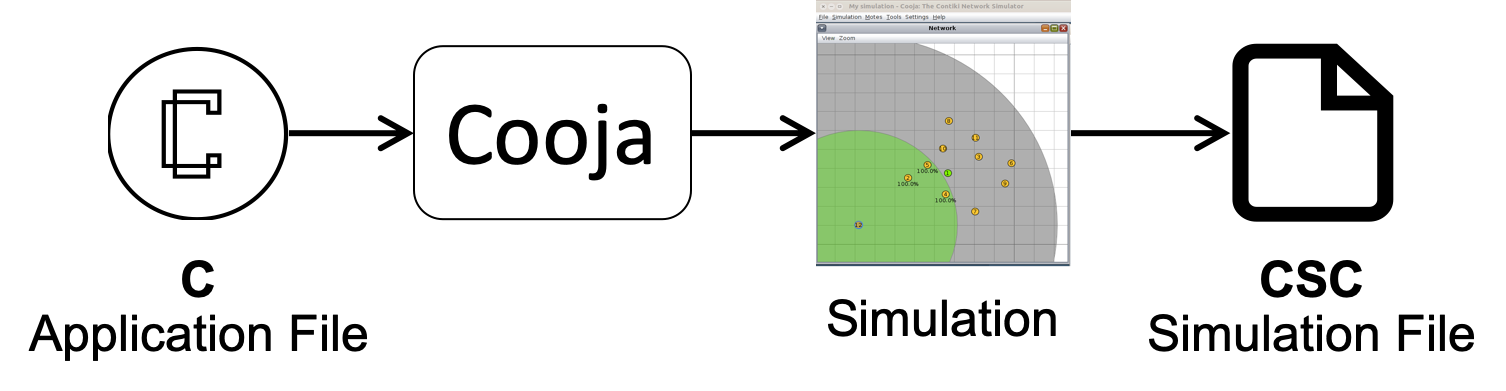 C
Cooja
My simulation - Cooja: The Contiki Network Simulator
File Simulation Motes Tools Settings Help
Network
View Zoom
8
11
10
3
5
6
100.0%
1
2
9
100.0%
4
100.0%
7
12
C
Application File
Simulation
CSC
Simulation File